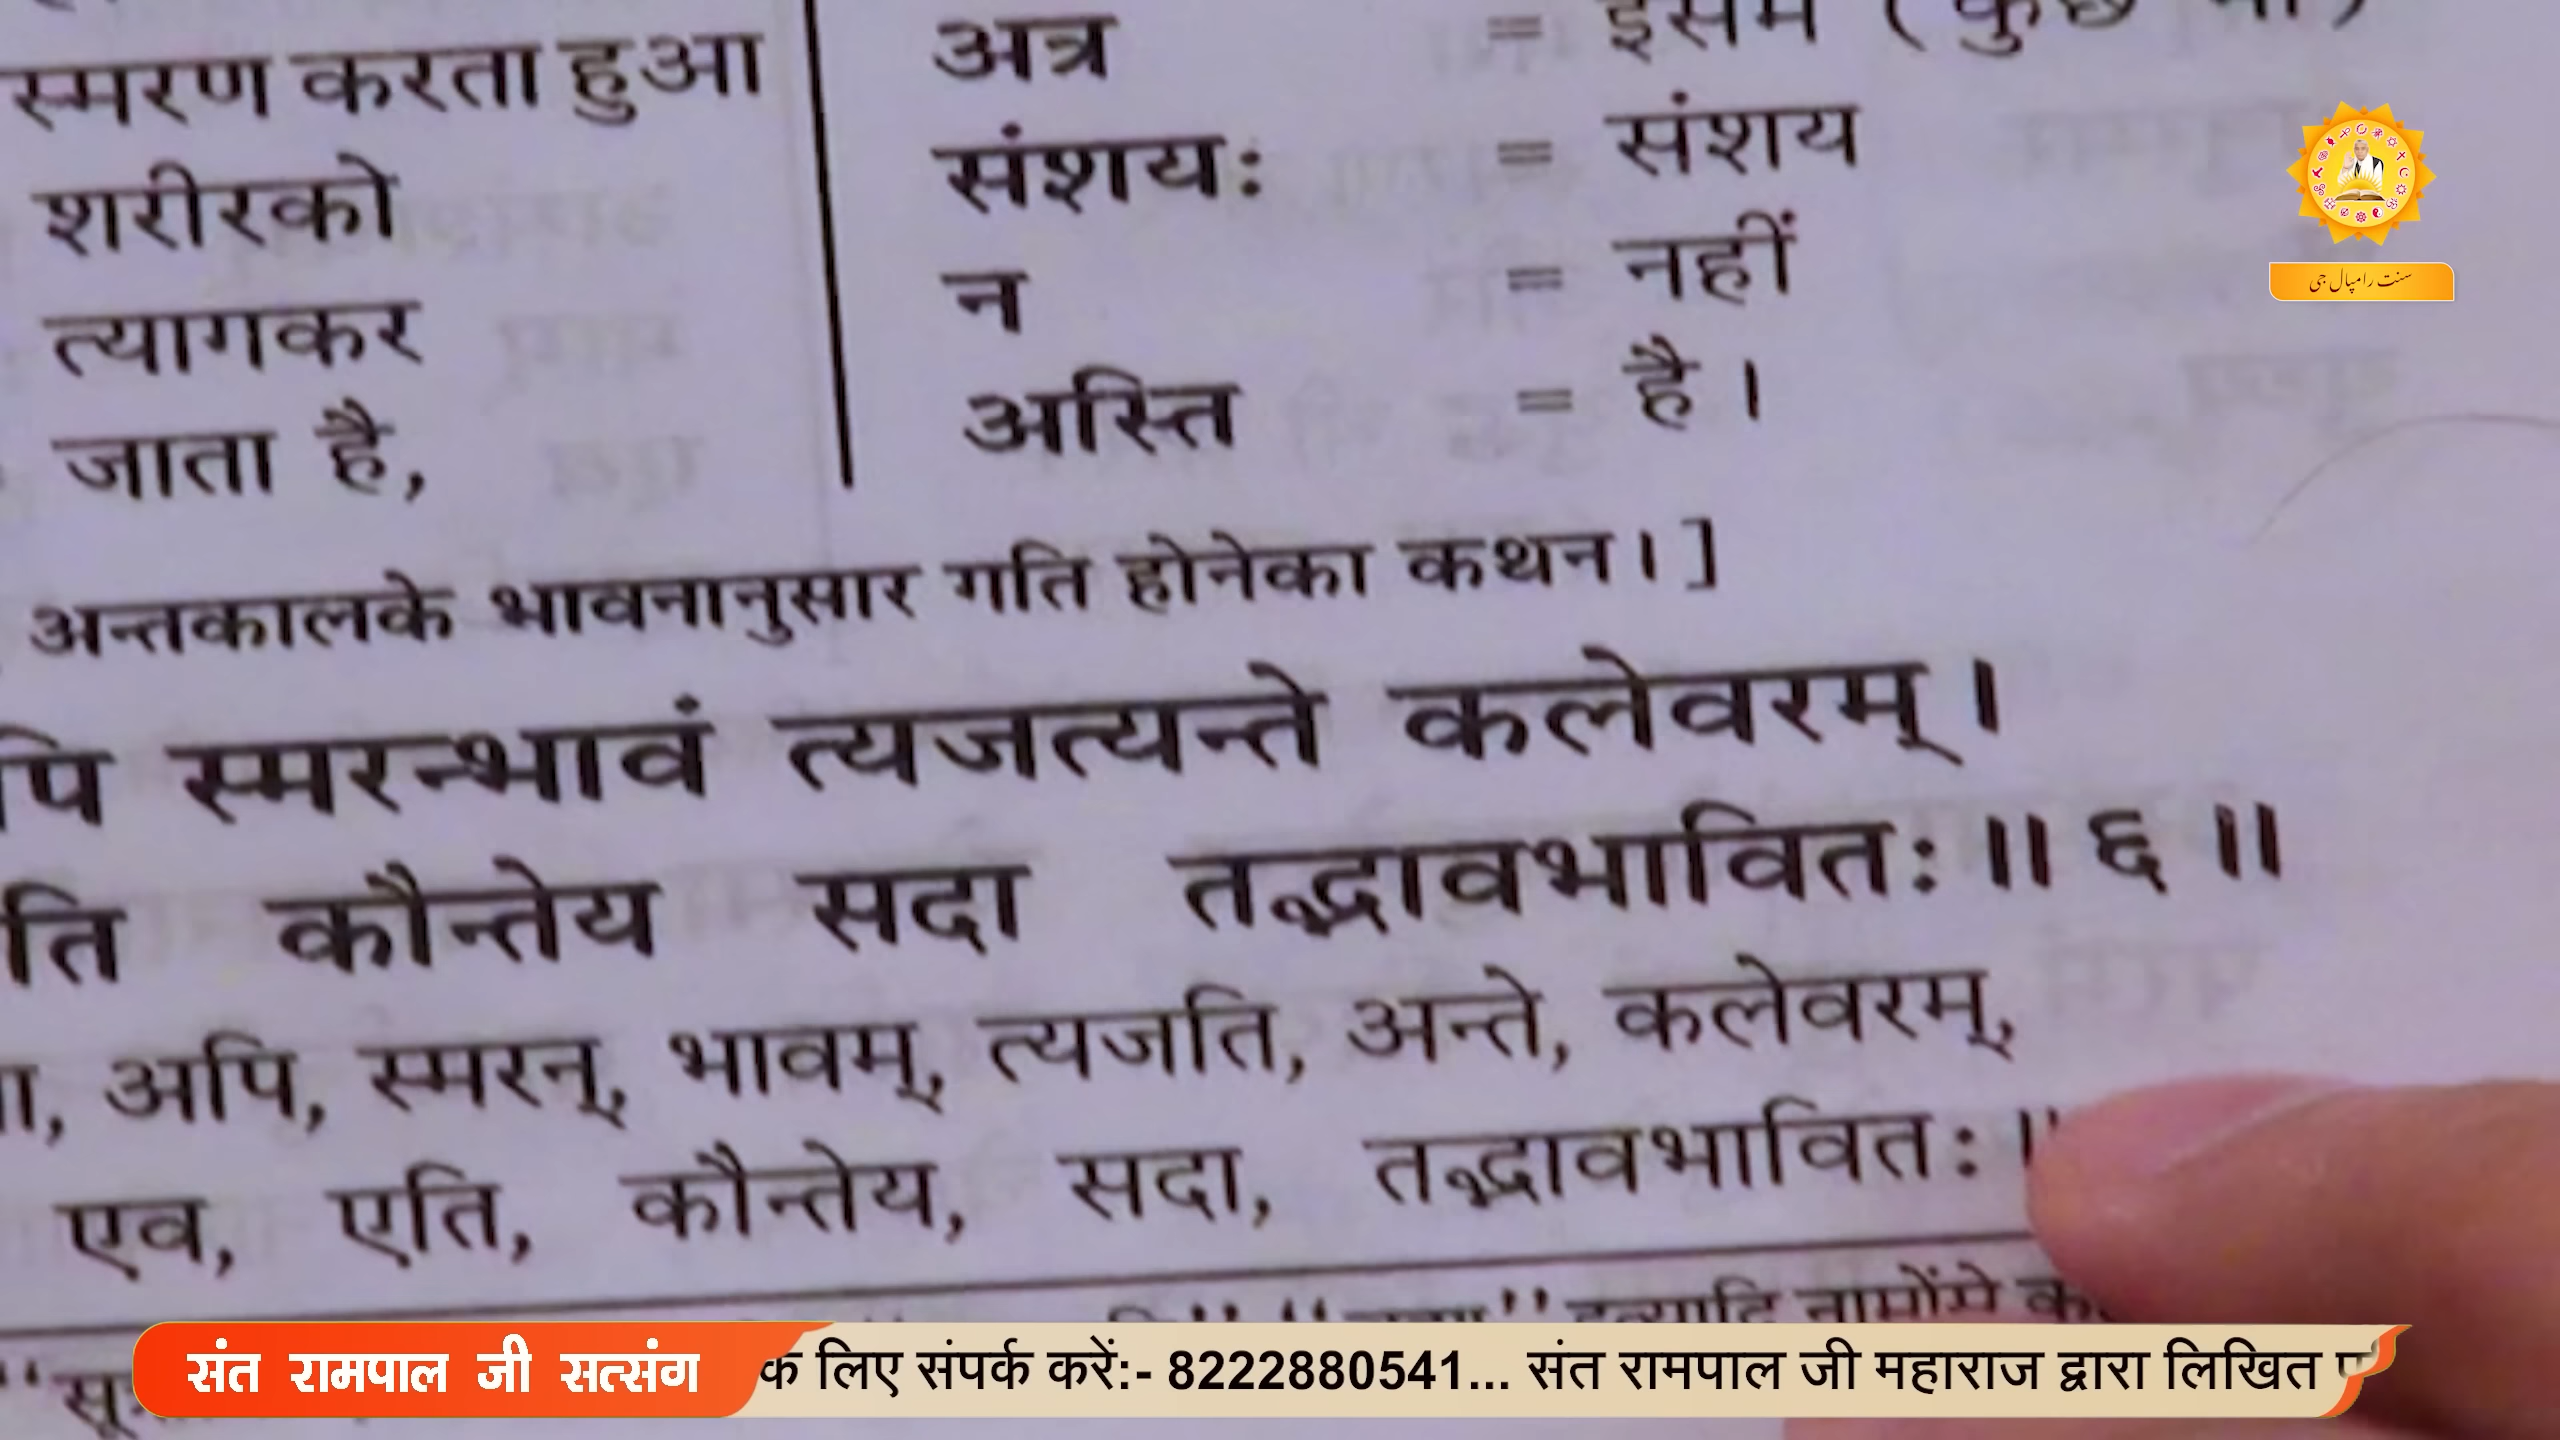 स्मरण करता हुआ
शरीरको
त्यागकर
जाता है,
अत्र =
संशयः = संशय
न = नहीं
अस्ति = है।
अन्तकालके भावनानुसार गति होनेका कथन। ]
स्मरन्भावं त्यजत्यन्ते कलेवरम्।
कौन्तेय सदा तद्भावभावितः॥ ६ ॥
अपि, स्मरन्, भावम्, त्यजति, अन्ते, कलेवरम्,
एव, एति, कौन्तेय, सदा, तद्भावभावितः॥
इत्यादि नामोंमे
سنت رامپال جی
संत रामपाल जी सत्संग
लिए संपर्क करें:- 8222880541... संत रामपाल जी महाराज द्वारा लिखित